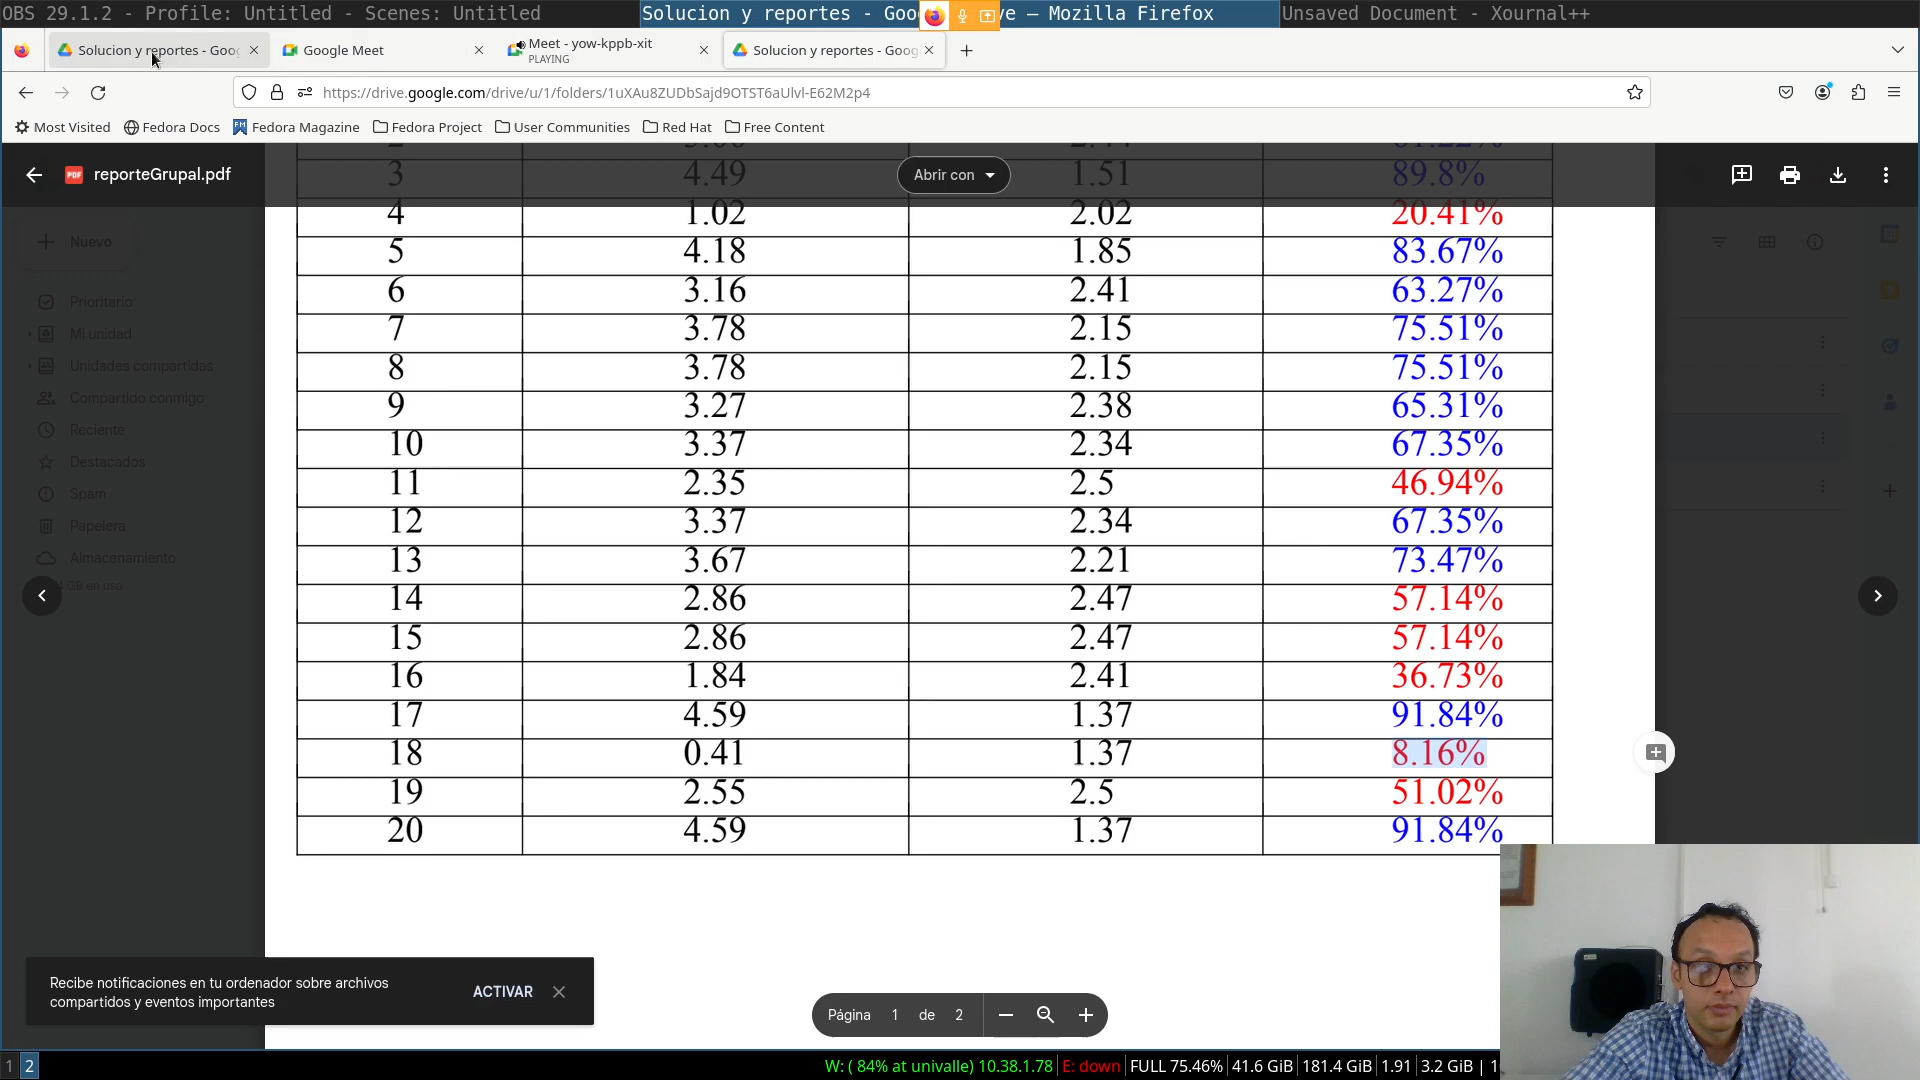 OBS 29.1.2 - Profile: Untitled - Scenes: Untitled
Solucion y reportes - Goo ve — Mozilla Firefox
Unsaved Document - Xournal++
Solucion y reportes - Goog
Google Meet
Meet - yow-kppb-xit
PLAYING
Solucion y reportes - Goog
https://drive.google.com/drive/u/1/folders/1uXAu8ZUDbSajd9OTST6aUlvl-E62M2p4
Most Visited Fedora Docs Fedora Magazine Fedora Project User Communities Red Hat Free Content
PDF reporteGrupal.pdf
Abrir con
3 4.49 1.51 89.8%
4 1.02 2.02 20.41%
5 4.18 1.85 83.67%
6 3.16 2.41 63.27%
7 3.78 2.15 75.51%
8 3.78 2.15 75.51%
9 3.27 2.38 65.31%
10 3.37 2.34 67.35%
11 2.35 2.5 46.94%
12 3.37 2.34 67.35%
13 3.67 2.21 73.47%
14 2.86 2.47 57.14%
15 2.86 2.47 57.14%
16 1.84 2.41 36.73%
17 4.59 1.37 91.84%
18 0.41 1.37 8.16%
19 2.55 2.5 51.02%
20 4.59 1.37 91.84%
Nuevo
Prioritario
Mi unidad
Unidades compartidas
Compartido conmigo
Reciente
Destacados
Spam
Papelera
Almacenamiento
GB en uso
Recibe notificaciones en tu ordenador sobre archivos
compartidos y eventos importantes
ACTIVAR
Página 1 de 2
1 2
W: ( 84% at univalle) 10.38.1.78 E: down FULL 75.46% 41.6 GiB 181.4 GiB 1.91 3.2 GiB | 1